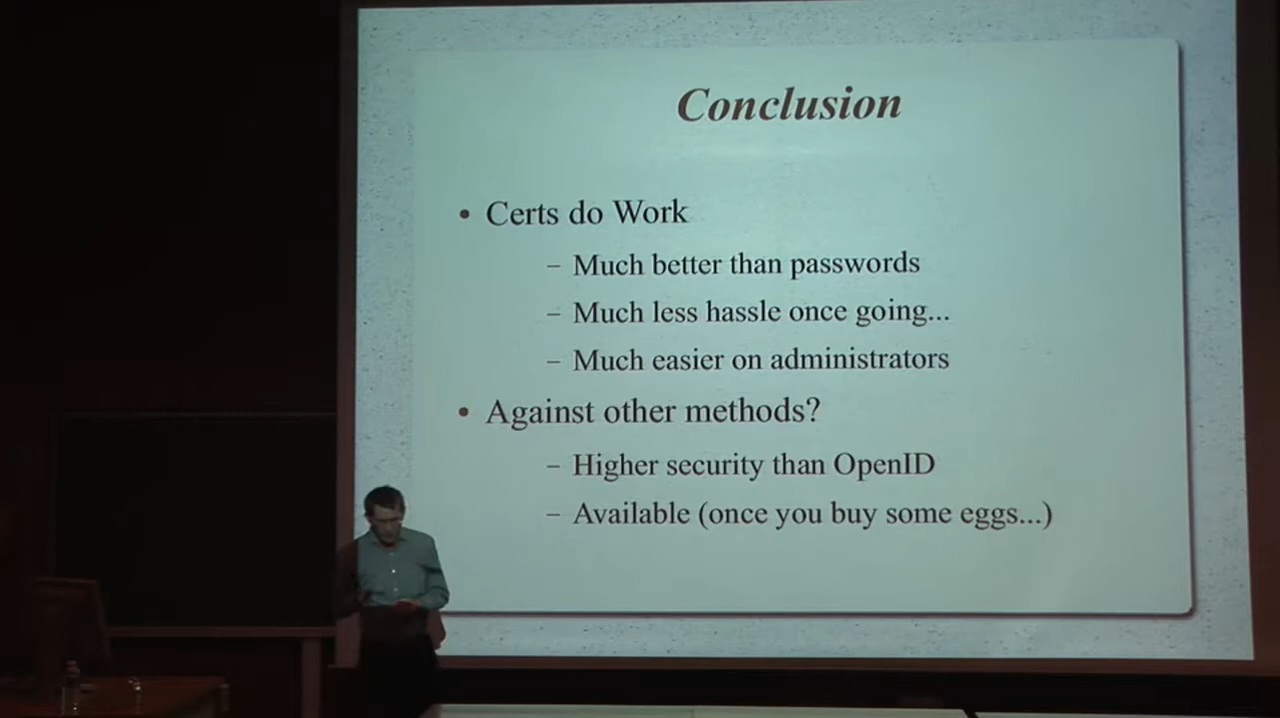 Conclusion
• Certs do Work
– Much better than passwords
– Much less hassle once going...
– Much easier on administrators
• Against other methods?
– Higher security than OpenID
– Available (once you buy some eggs...)